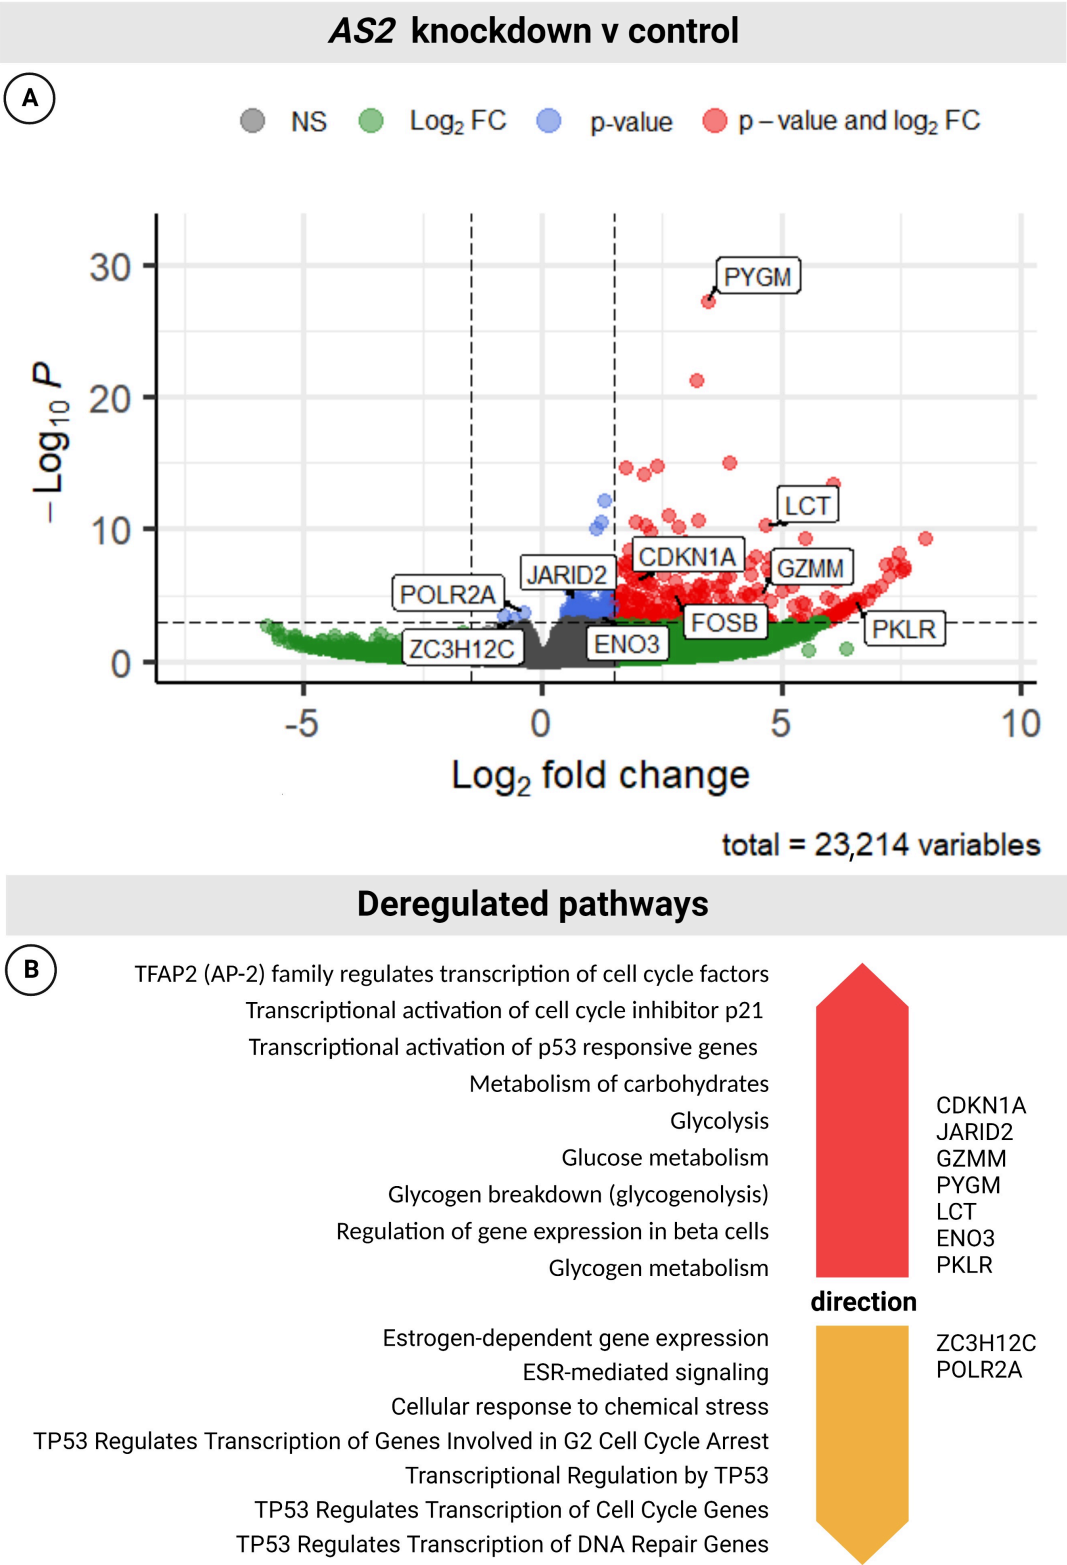 AS2 knockdown v control
A
NS Log2 FC p-value p – value and log2 FC
30
20
10
0
– Log10 P
PYGM
LCT
CDKN1A
GZMM
JARID2
POLR2A
FOSB
PKLR
ENO3
ZC3H12C
-5 0 5 10
Log2 fold change
total = 23,214 variables
Deregulated pathways
B
TFAP2 (AP-2) family regulates transcription of cell cycle factors
Transcriptional activation of cell cycle inhibitor p21
Transcriptional activation of p53 responsive genes
Metabolism of carbohydrates
Glycolysis
Glucose metabolism
Glycogen breakdown (glycogenolysis)
Regulation of gene expression in beta cells
Glycogen metabolism
CDKN1A
JARID2
GZMM
PYGM
LCT
ENO3
PKLR
direction
Estrogen-dependent gene expression
ESR-mediated signaling
Cellular response to chemical stress
TP53 Regulates Transcription of Genes Involved in G2 Cell Cycle Arrest
Transcriptional Regulation by TP53
TP53 Regulates Transcription of Cell Cycle Genes
TP53 Regulates Transcription of DNA Repair Genes
ZC3H12C
POLR2A